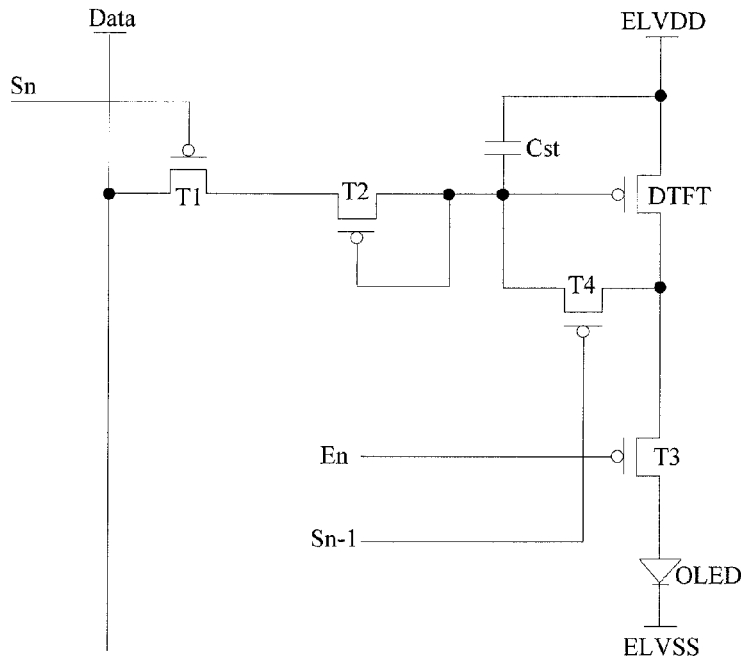 Data
ELVDD
Sn
Cst
T1
T2
DTFT
T4
En
T3
Sn-1
OLED
ELVSS